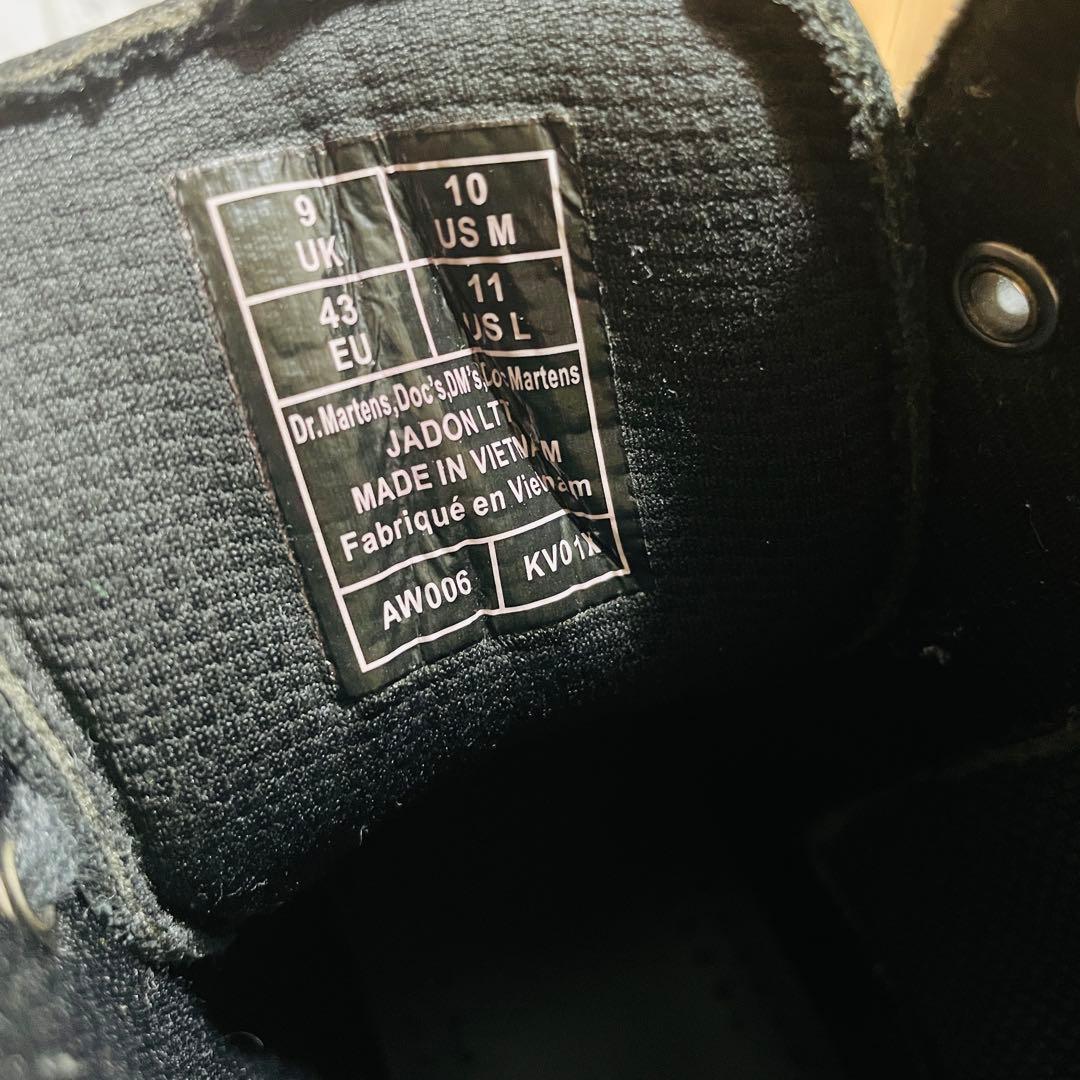 9 UK
10 US M
43 EU
11 US L
Dr.Martens,Doc's,DM's,Doc Martens
JADON LTT
MADE IN VIETNAM
Fabriqué en Vietnam
AW006
KV01X